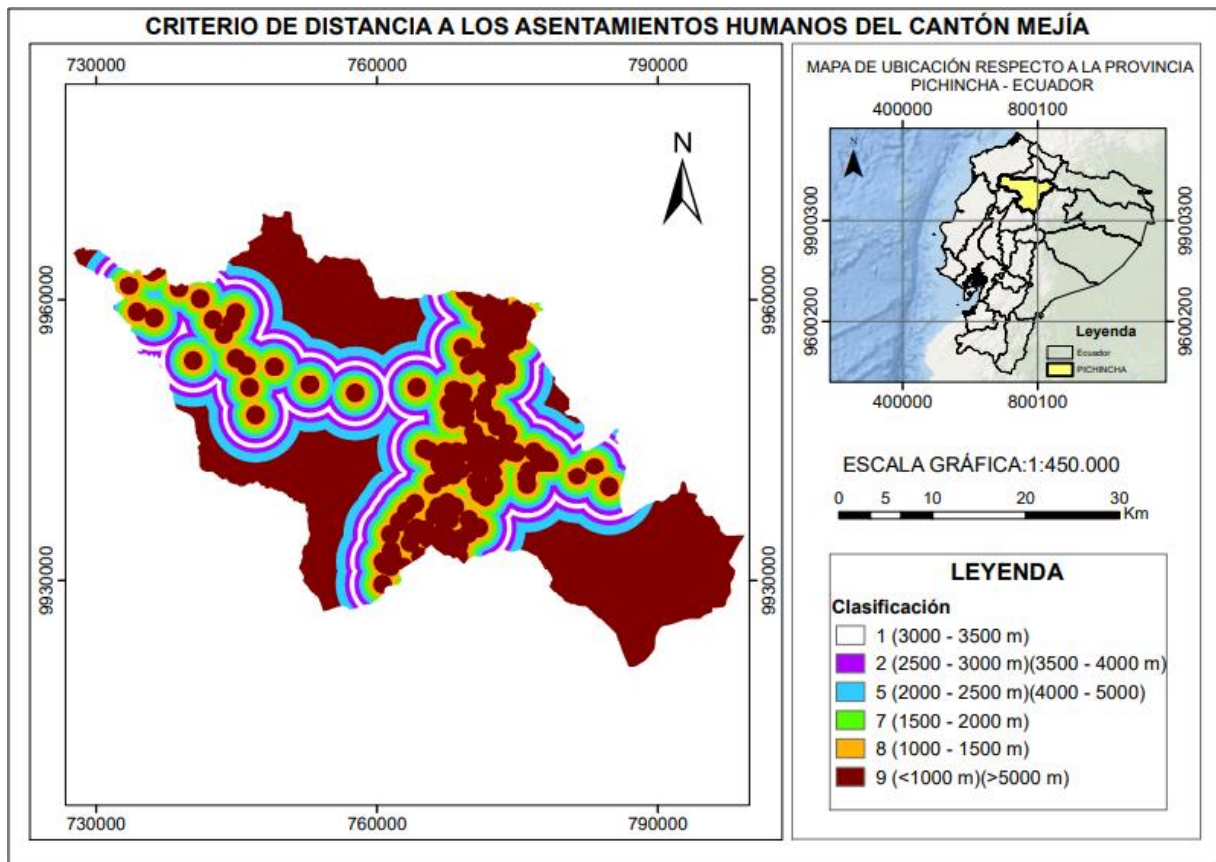 CRITERIO DE DISTANCIA A LOS ASENTAMIENTOS HUMANOS DEL CANTÓN MEJÍA
730000 760000 790000
9960000
9960000
9930000
9930000
N
730000 760000 790000
MAPA DE UBICACIÓN RESPECTO A LA PROVINCIA
PICHINCHA - ECUADOR
400000 800100
N
9900300
9900300
9600200
9600200
Leyenda
Ecuador
PICHINCHA
400000 800100
ESCALA GRÁFICA:1:450.000
0 5 10 20 30
Km
LEYENDA
Clasificación
1 (3000 - 3500 m)
2 (2500 - 3000 m)(3500 - 4000 m)
5 (2000 - 2500 m)(4000 - 5000)
7 (1500 - 2000 m)
8 (1000 - 1500 m)
9 (<1000 m)(>5000 m)